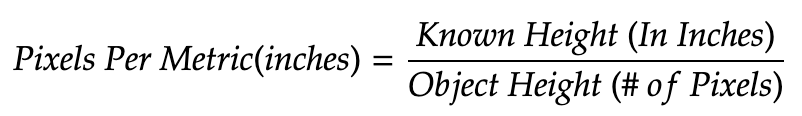 Pixels Per Metric(inches) = Known Height (In Inches) / Object Height (# of Pixels)